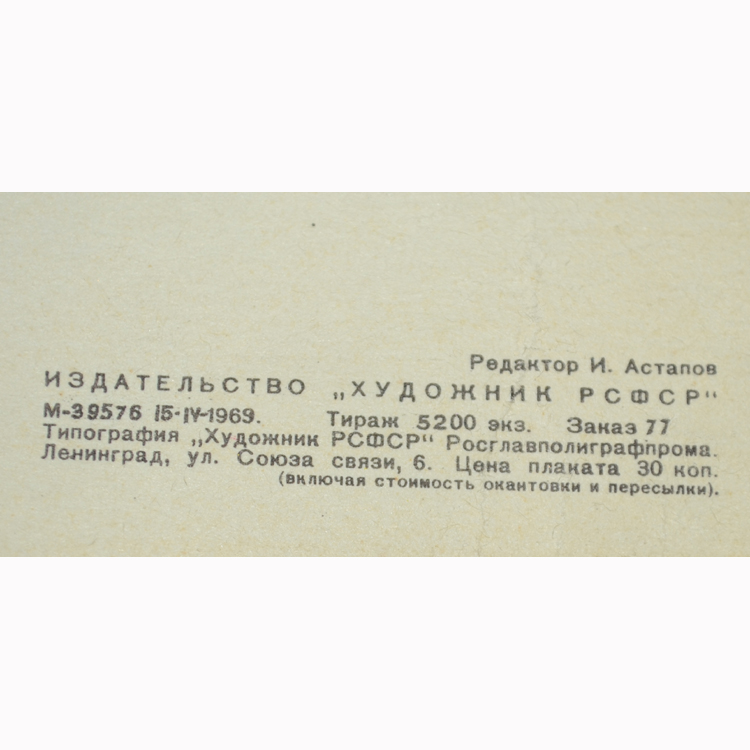 Редактор И. Астапов
ИЗДАТЕЛЬСТВО „ХУДОЖНИК РСФСР“
М-39576 15-IV-1969. Тираж 5200 экз. Заказ 77
Типография „Художник РСФСР“ Росглавполиграфпрома.
Ленинград, ул. Союза связи, 6. Цена плаката 30 коп.
(включая стоимость окантовки и пересылки).